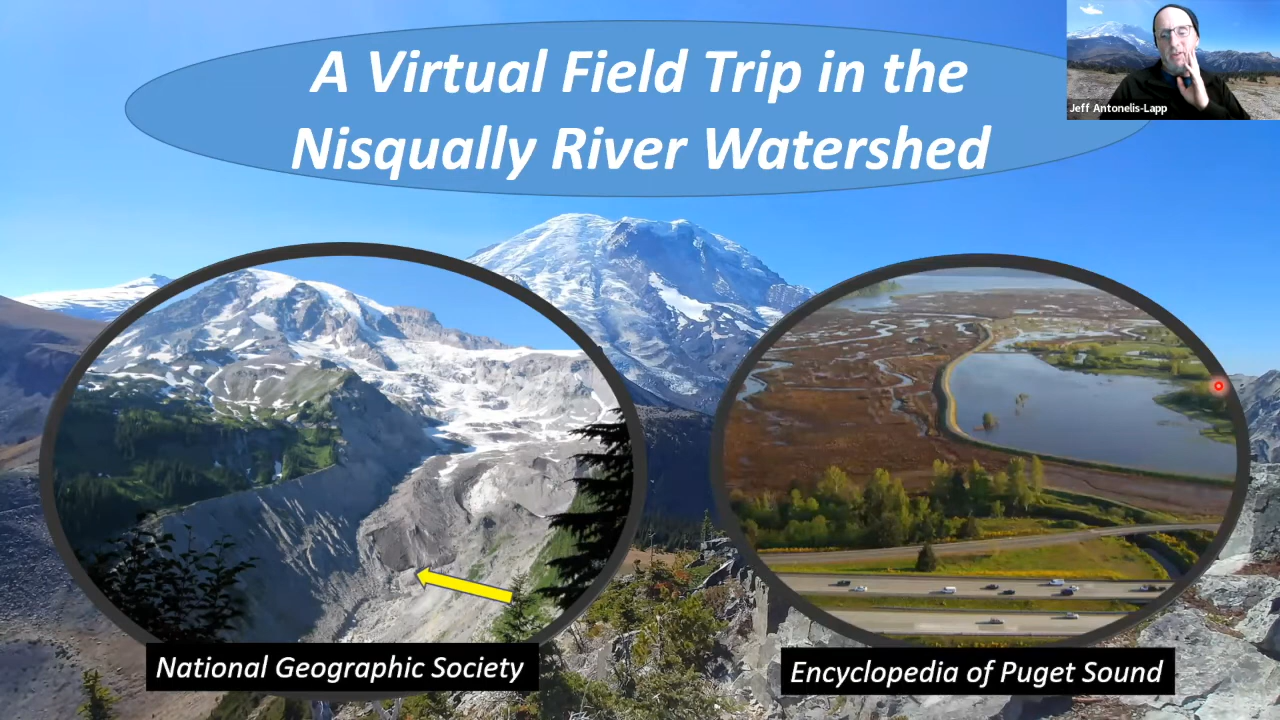 A Virtual Field Trip in the
Nisqually River Watershed
Jeff Antonelis-Lapp
National Geographic Society
Encyclopedia of Puget Sound